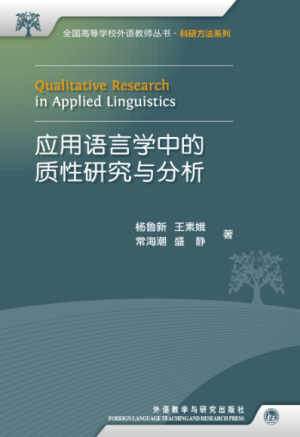 全国高等学校外语教师丛书·科研方法系列
Qualitative Research
in Applied Linguistics
应用语言学中的
质性研究与分析
杨鲁新 王素娥
常海潮 盛 静 著
外语教学与研究出版社
FOREIGN LANGUAGE TEACHING AND RESEARCH PRESS